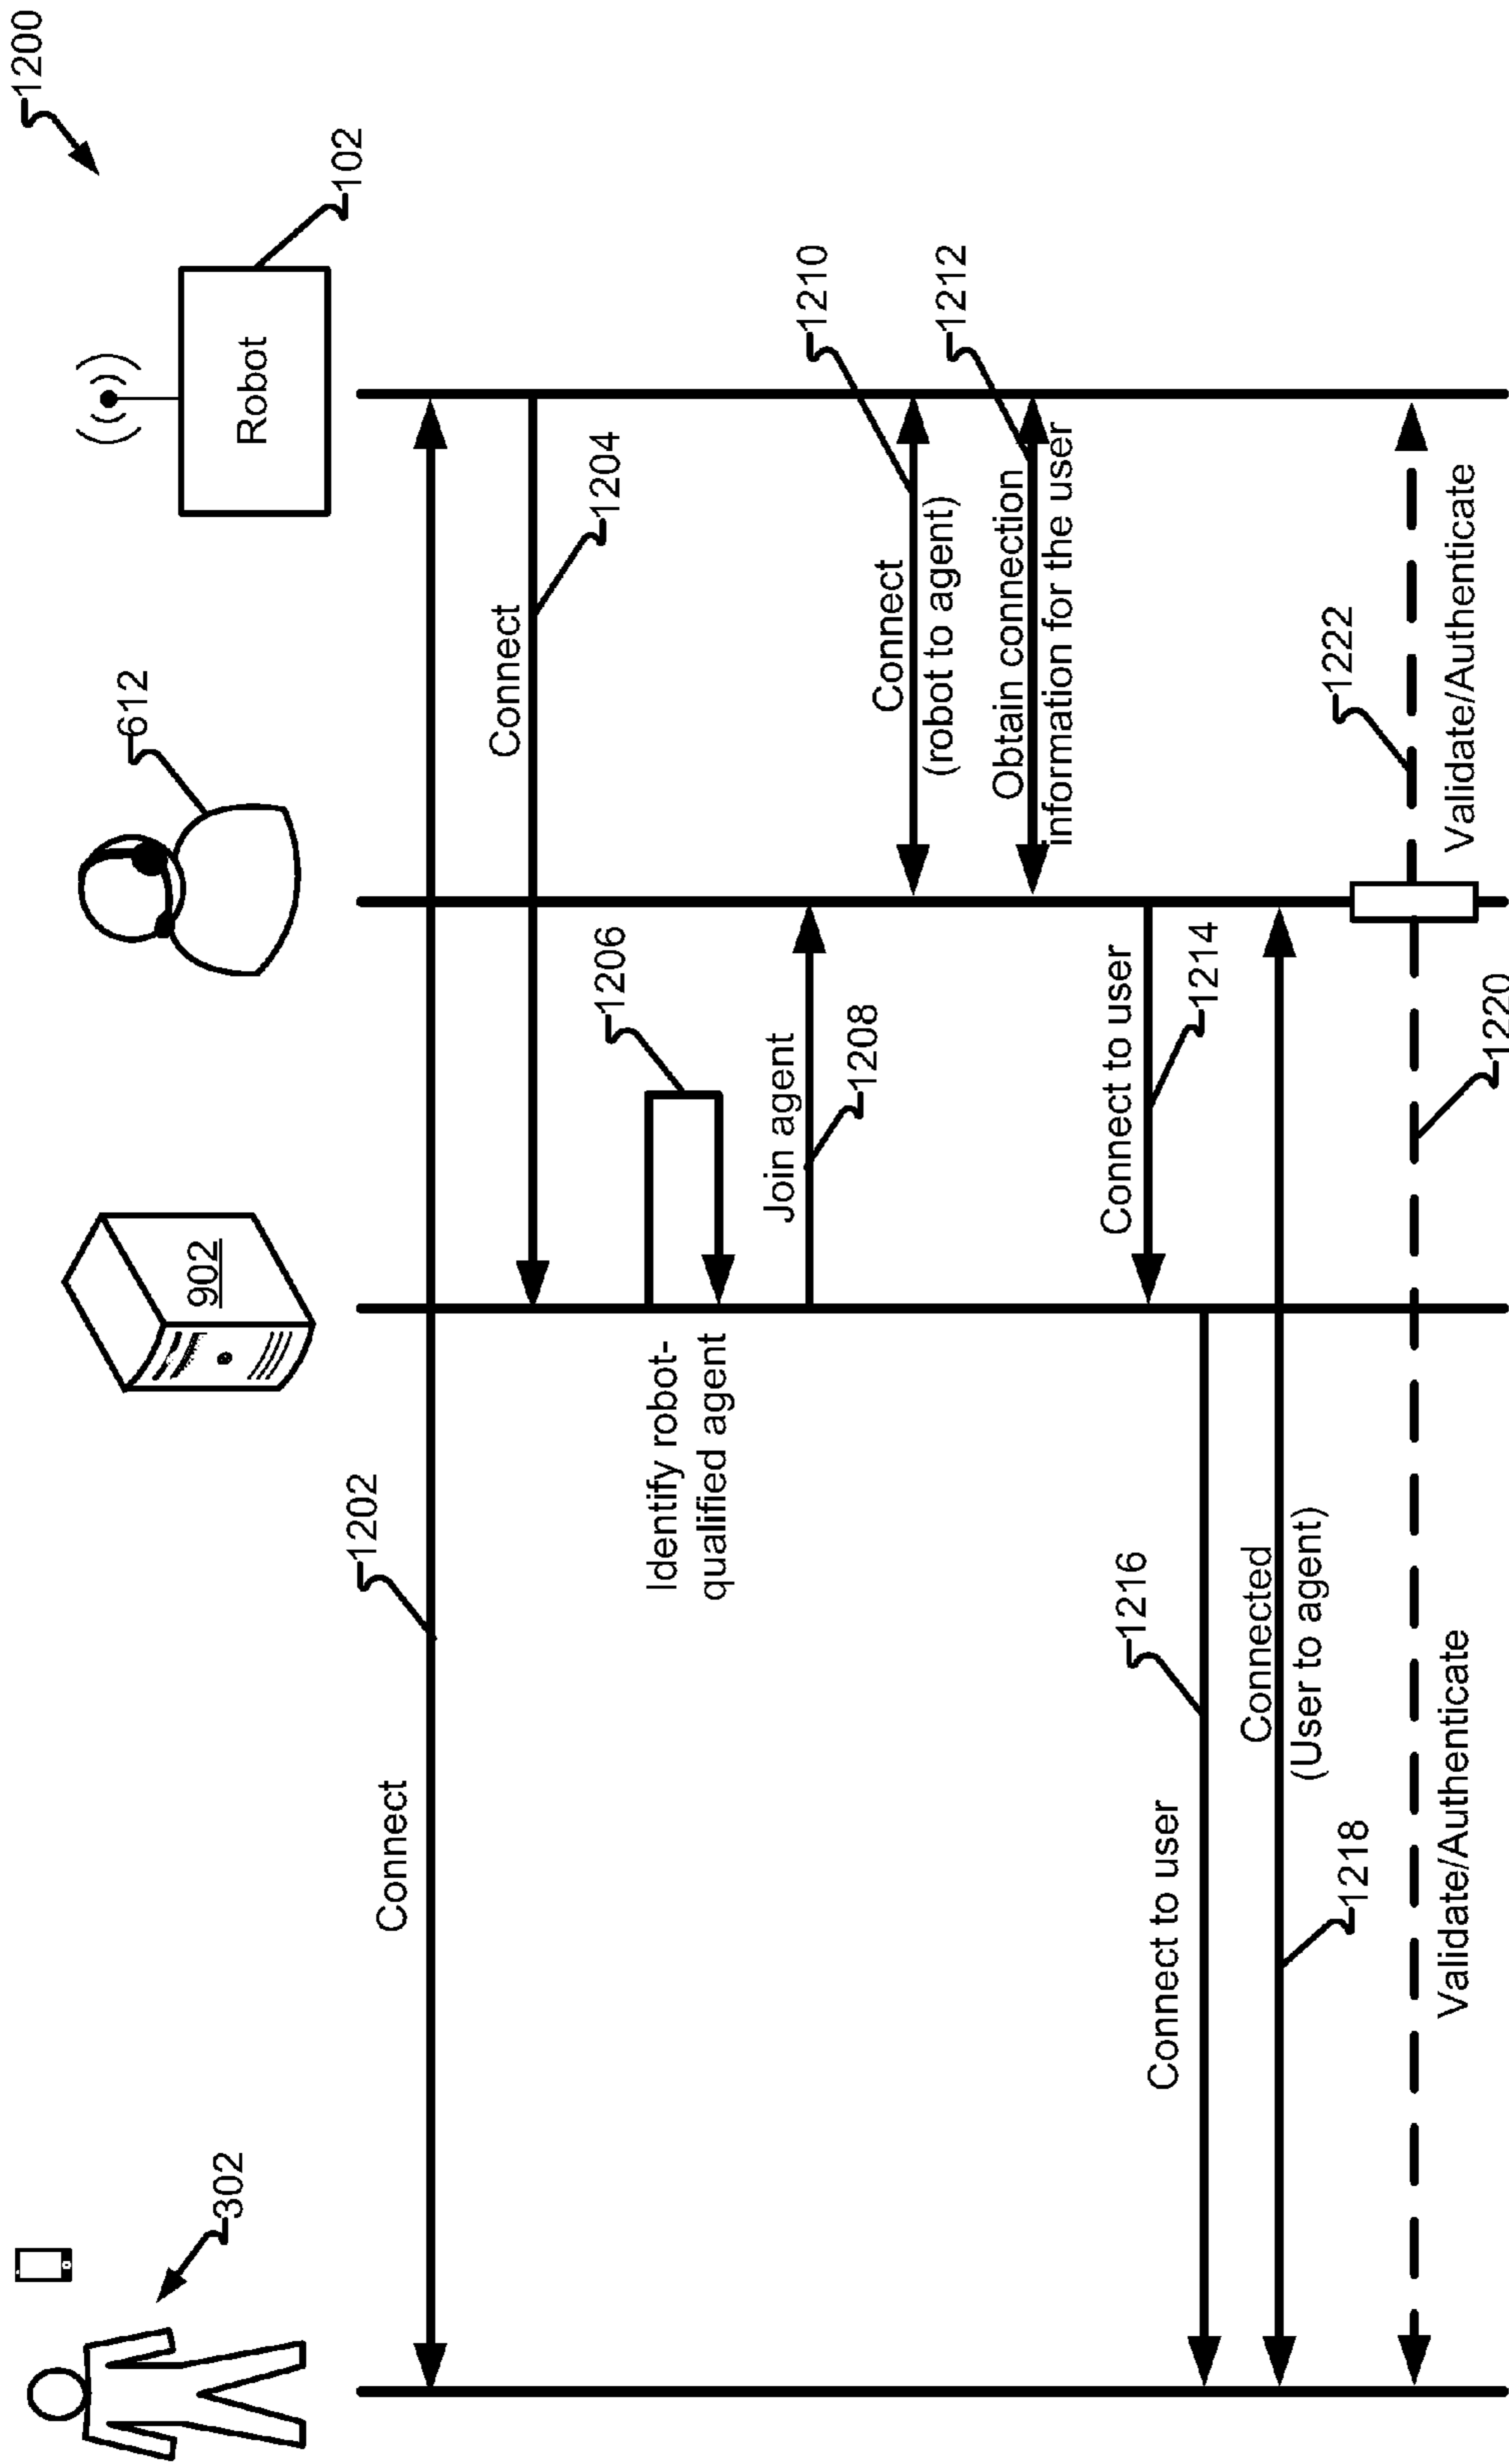 1200
302
902
612
Robot
102
Connect
1202
Connect
1204
Identify robot-
qualified agent
1206
Join agent
1208
Connect
(robot to agent)
1210
Obtain connection
information for the user
1212
Connect to user
1214
Connect to user
1216
Connected
(User to agent)
1218
Validate/Authenticate
1220
Validate/Authenticate
1222